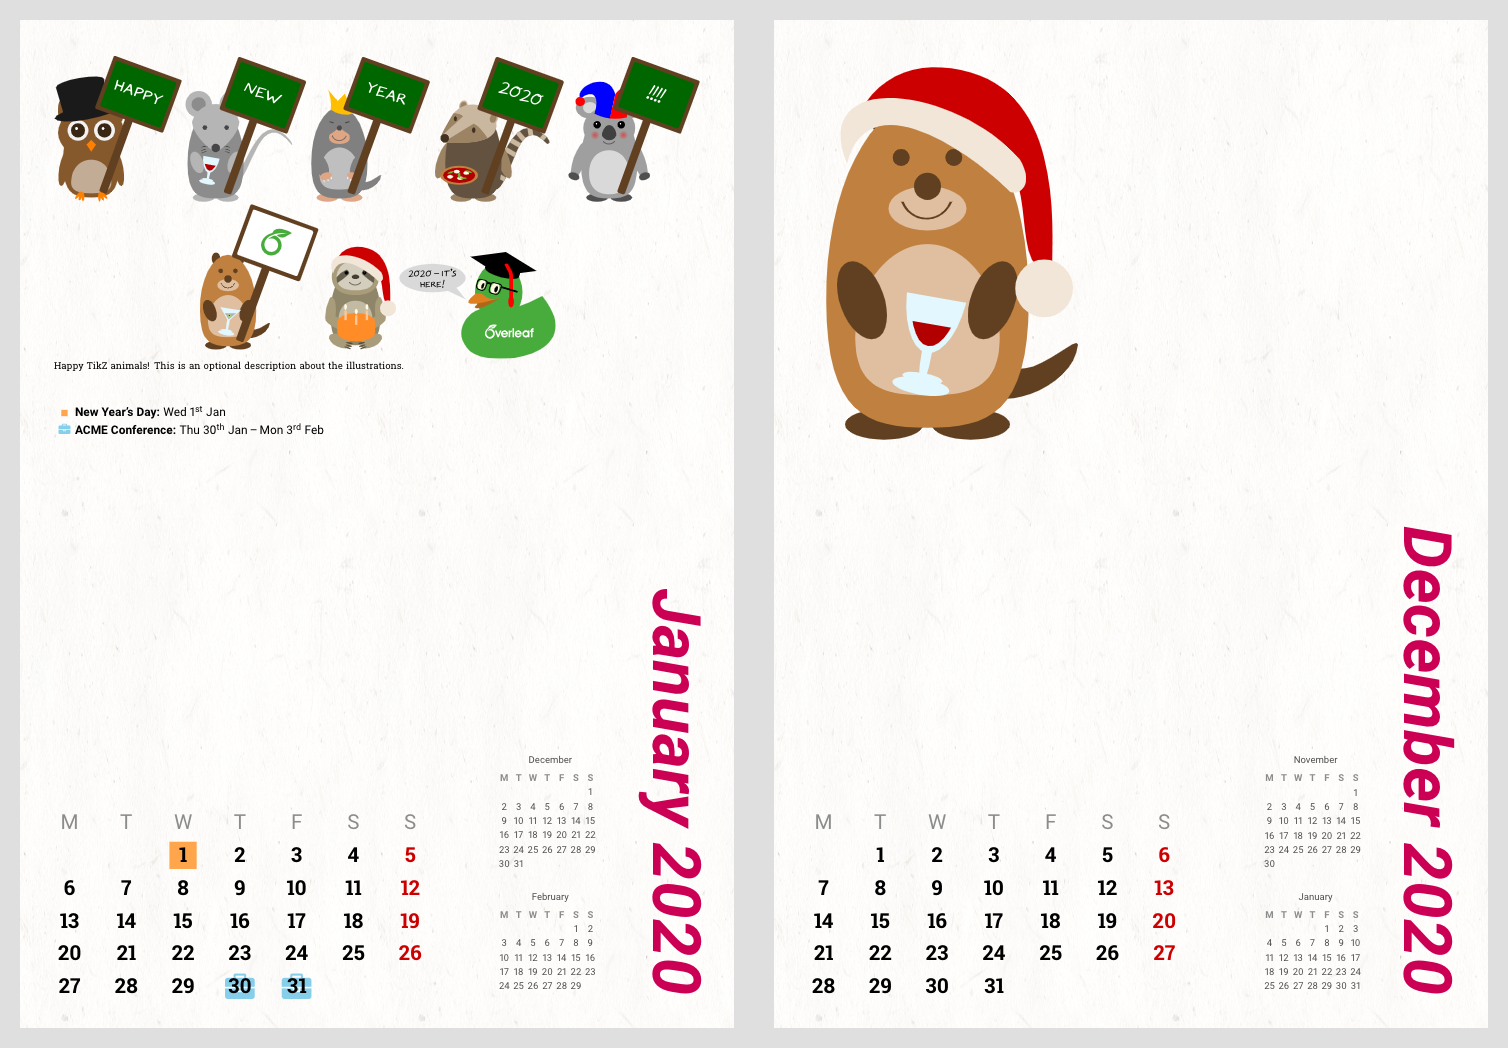 HAPPY
NEW
YEAR
2020
!!!!
2020 – IT'S
HERE!
overleaf
Happy TikZ animals! This is an optional description about the illustrations.
New Year's Day: Wed 1st Jan
ACME Conference: Thu 30th Jan – Mon 3rd Feb
January 2020
December
M T W T F S S
1
2 3 4 5 6 7 8
9 10 11 12 13 14 15
16 17 18 19 20 21 22
23 24 25 26 27 28 29
30 31
M T W T F S S
1 2 3 4 5
6 7 8 9 10 11 12
13 14 15 16 17 18 19
20 21 22 23 24 25 26
27 28 29 30 31
February
M T W T F S S
1 2
3 4 5 6 7 8 9
10 11 12 13 14 15 16
17 18 19 20 21 22 23
24 25 26 27 28 29
December 2020
November
M T W T F S S
1
2 3 4 5 6 7 8
9 10 11 12 13 14 15
16 17 18 19 20 21 22
23 24 25 26 27 28 29
30
M T W T F S S
1 2 3 4 5 6
7 8 9 10 11 12 13
14 15 16 17 18 19 20
21 22 23 24 25 26 27
28 29 30 31
January
M T W T F S S
1 2 3
4 5 6 7 8 9 10
11 12 13 14 15 16 17
18 19 20 21 22 23 24
25 26 27 28 29 30 31